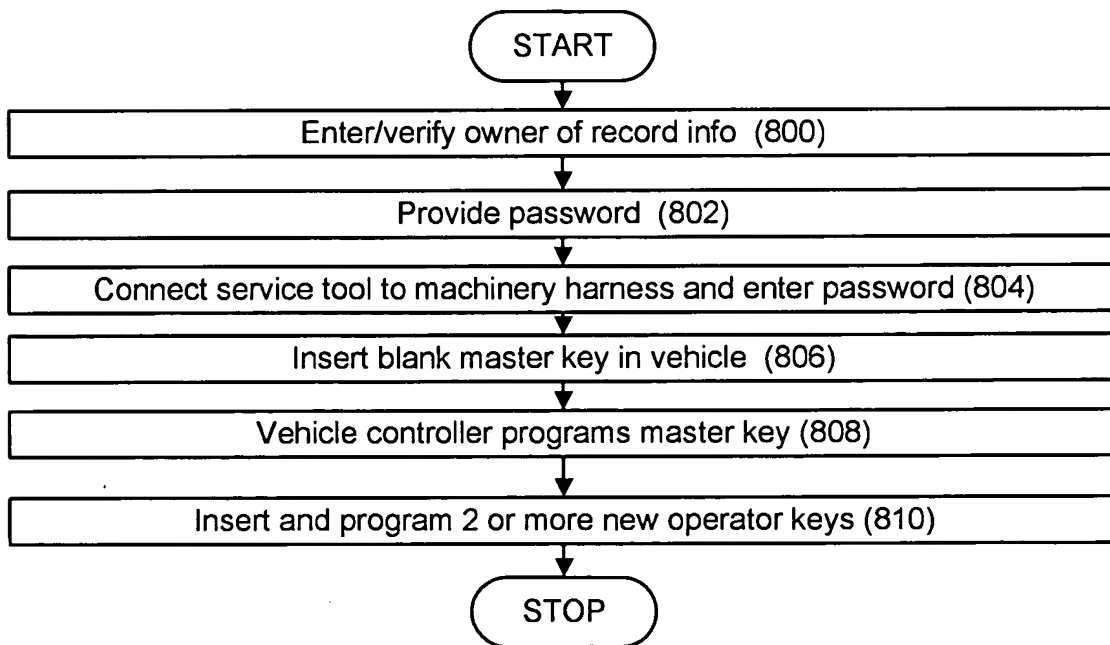 START
Enter/verify owner of record info (800)
Provide password (802)
Connect service tool to machinery harness and enter password (804)
Insert blank master key in vehicle (806)
Vehicle controller programs master key (808)
Insert and program 2 or more new operator keys (810)
STOP